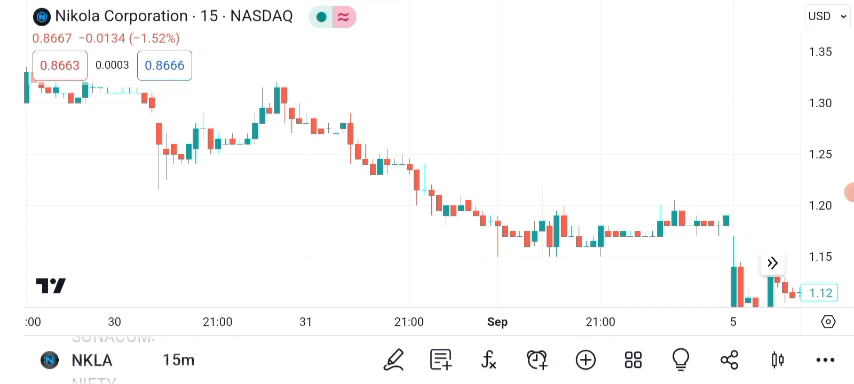 Nikola Corporation · 15 · NASDAQ
USD
0.8667 −0.0134 (−1.52%)
0.8663 0.0003 0.8666
1.35
1.30
1.25
1.20
1.15
1.12
:00 30 21:00 31 21:00 Sep 21:00 5
NKLA 15m
NIFTY